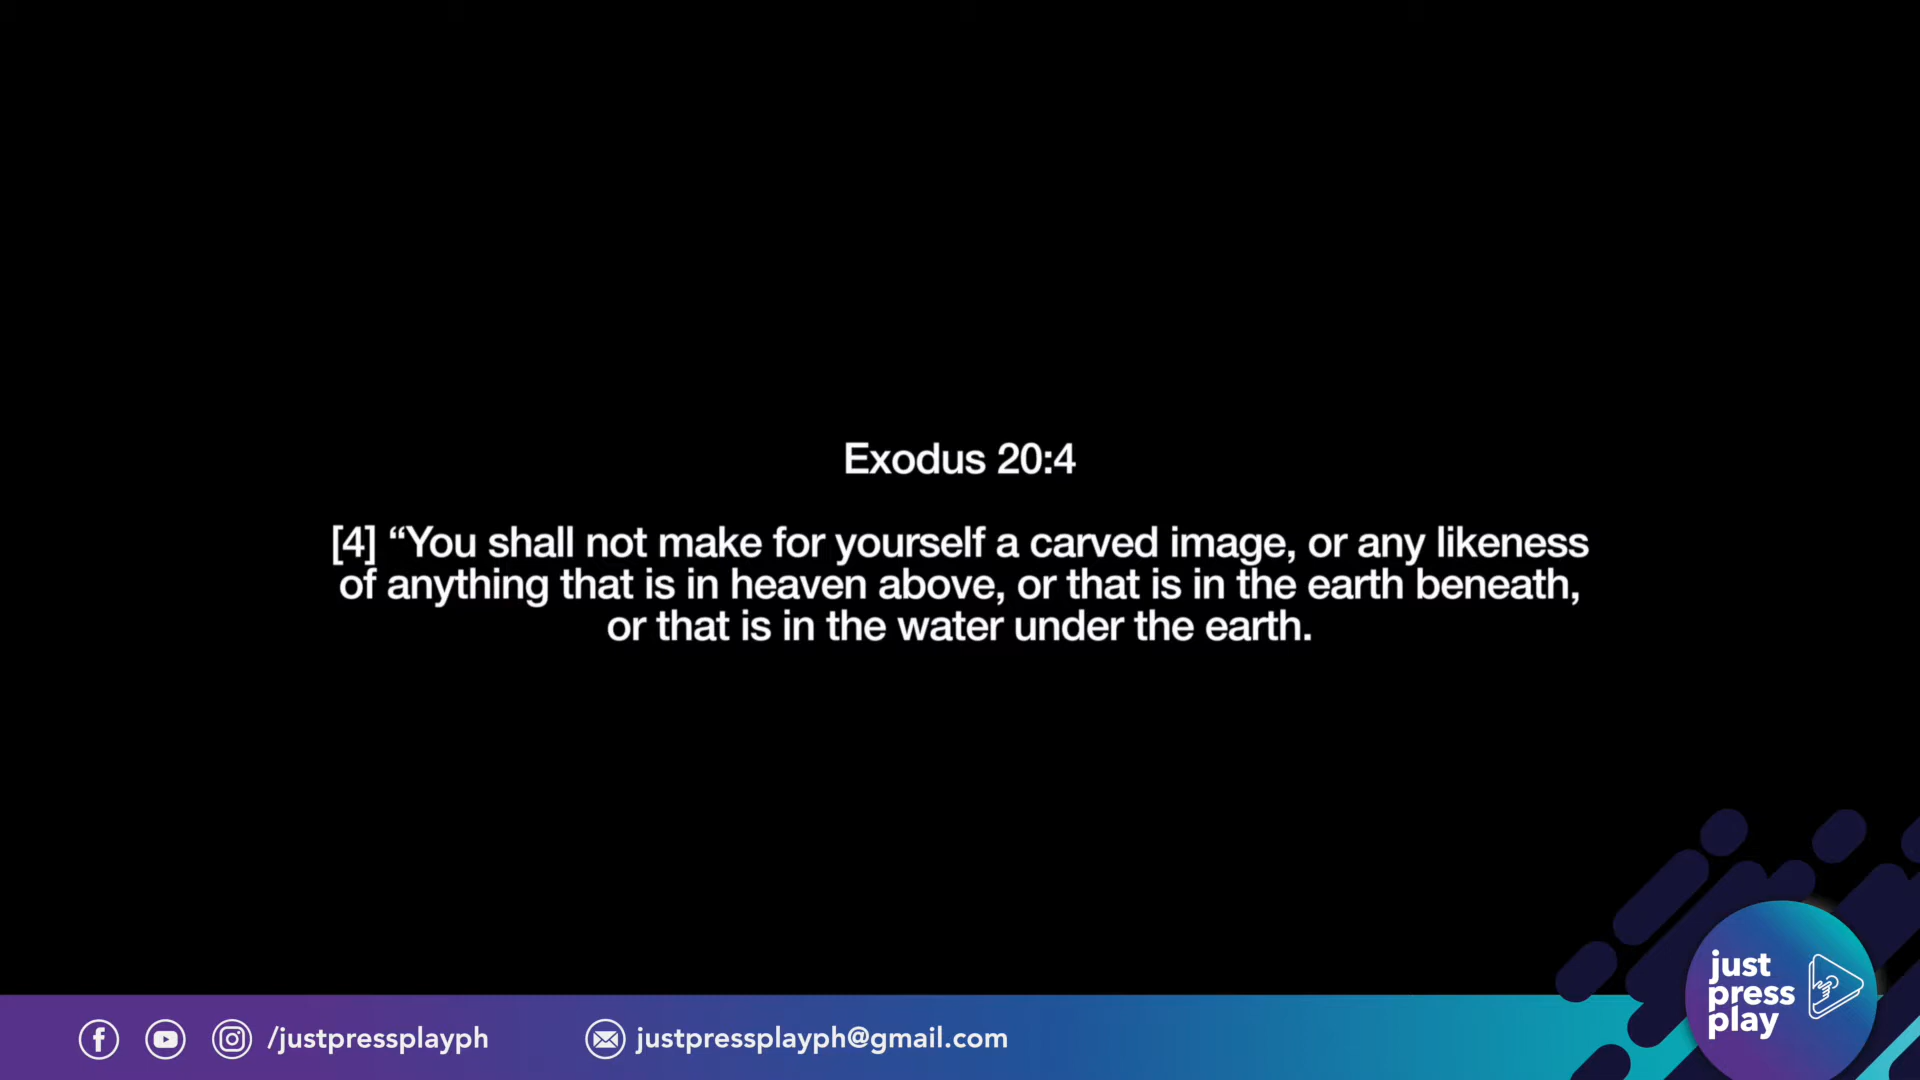 Exodus 20:4
[4] “You shall not make for yourself a carved image, or any likeness
of anything that is in heaven above, or that is in the earth beneath,
or that is in the water under the earth.
/justpressplayph
justpressplayph@gmail.com
just
press
play